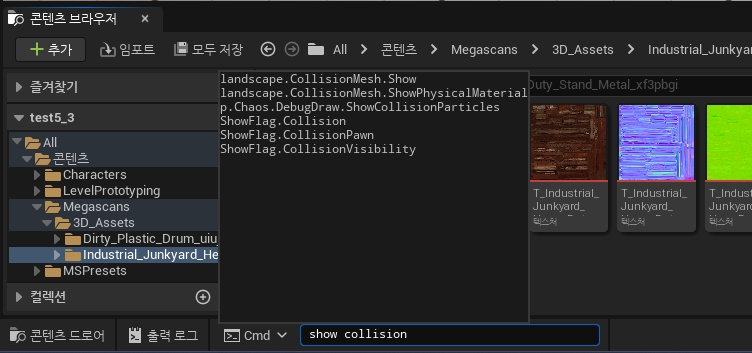 콘텐츠 브라우저 ×
추가 임포트 모두 저장 All 콘텐츠 Megascans 3D_Assets Industrial_Junkya
즐겨찾기
test5_3
All
콘텐츠
Characters
LevelPrototyping
Megascans
3D_Assets
Dirty_Plastic_Drum_uiu
Industrial_Junkyard_He
MSPresets
컬렉션
landscape.CollisionMesh.Show
landscape.CollisionMesh.ShowPhysicalMaterial
p.Chaos.DebugDraw.ShowCollisionParticles
ShowFlag.Collision
ShowFlag.CollisionPawn
ShowFlag.CollisionVisibility
Duty_Stand_Metal_xf3pbgi
T_Industrial_
Junkyard_
텍스처
T_Industrial_
Junkyard_
텍스처
T_Indu
Junky
텍스처
콘텐츠 드로어 출력 로그 Cmd show collision